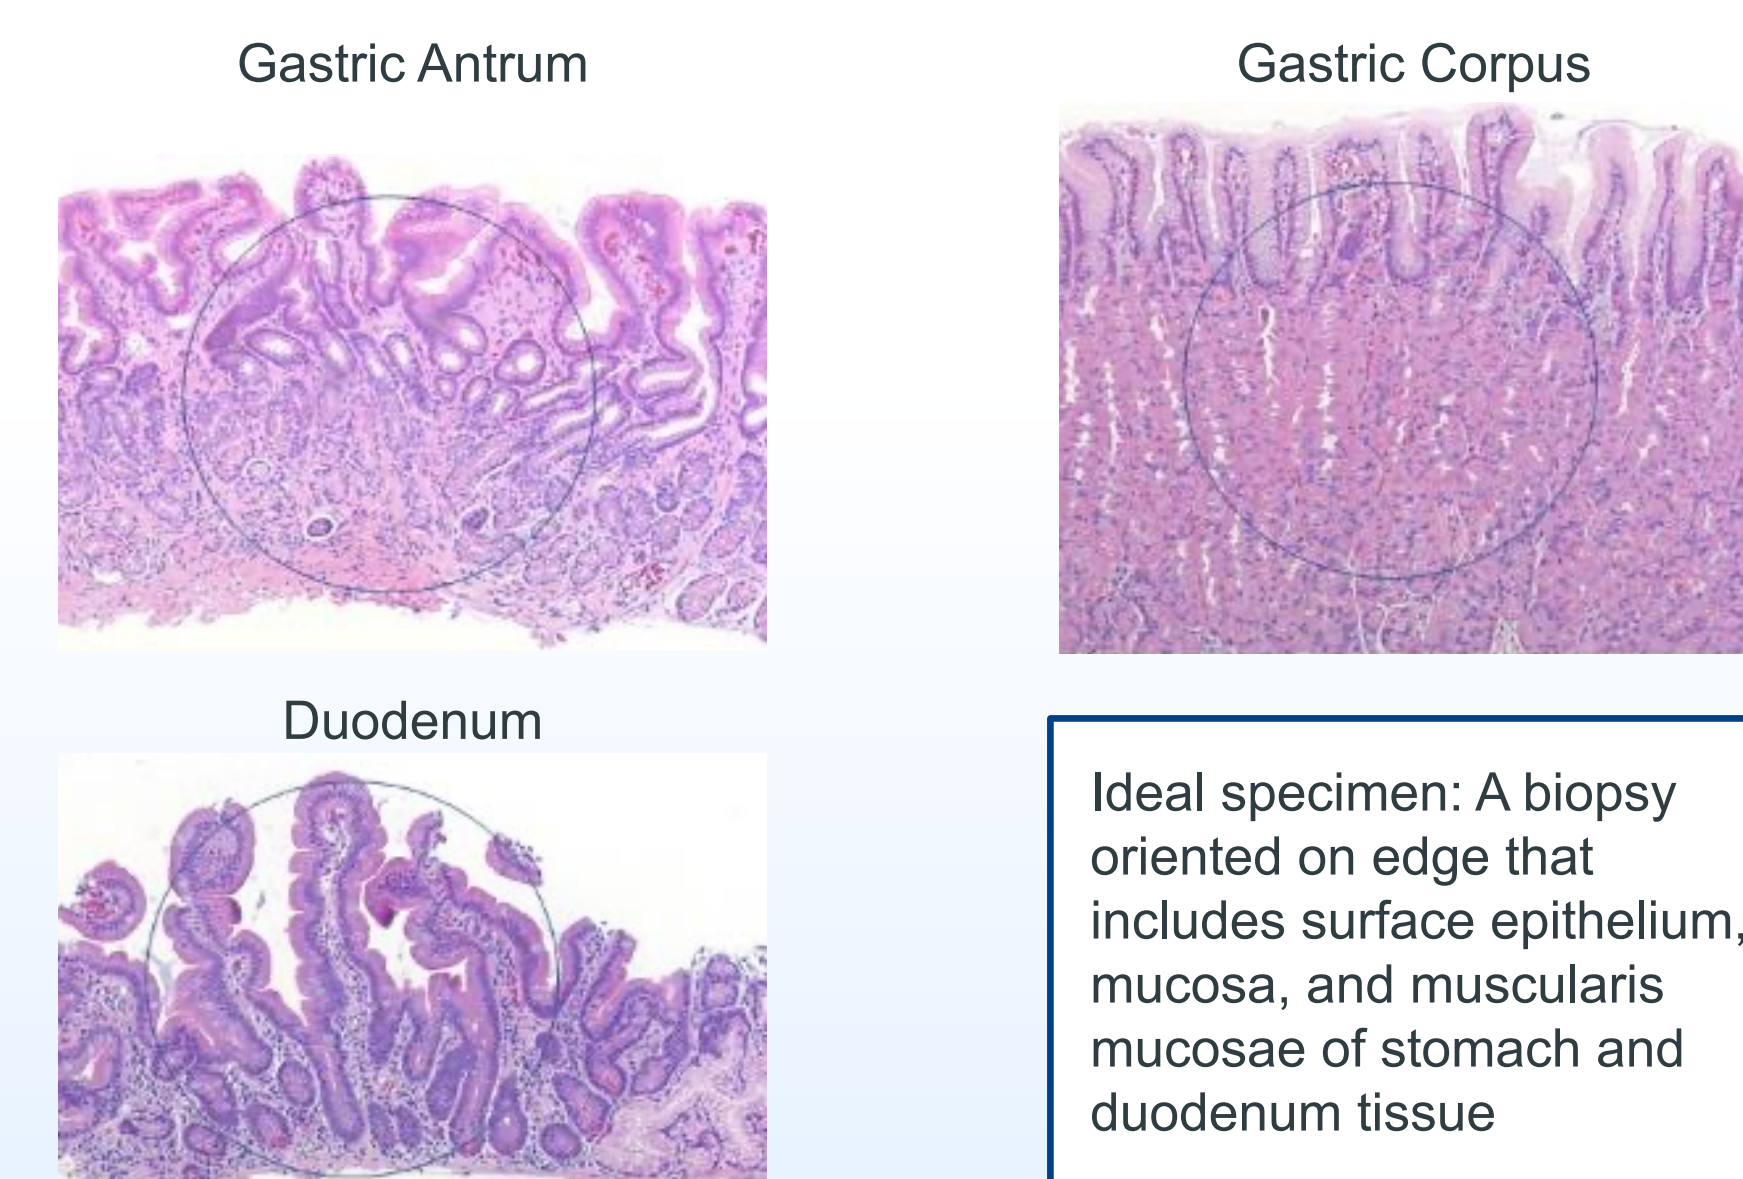 Gastric Antrum
Gastric Corpus
Duodenum
Ideal specimen: A biopsy
oriented on edge that
includes surface epithelium,
mucosa, and muscularis
mucosae of stomach and
duodenum tissue